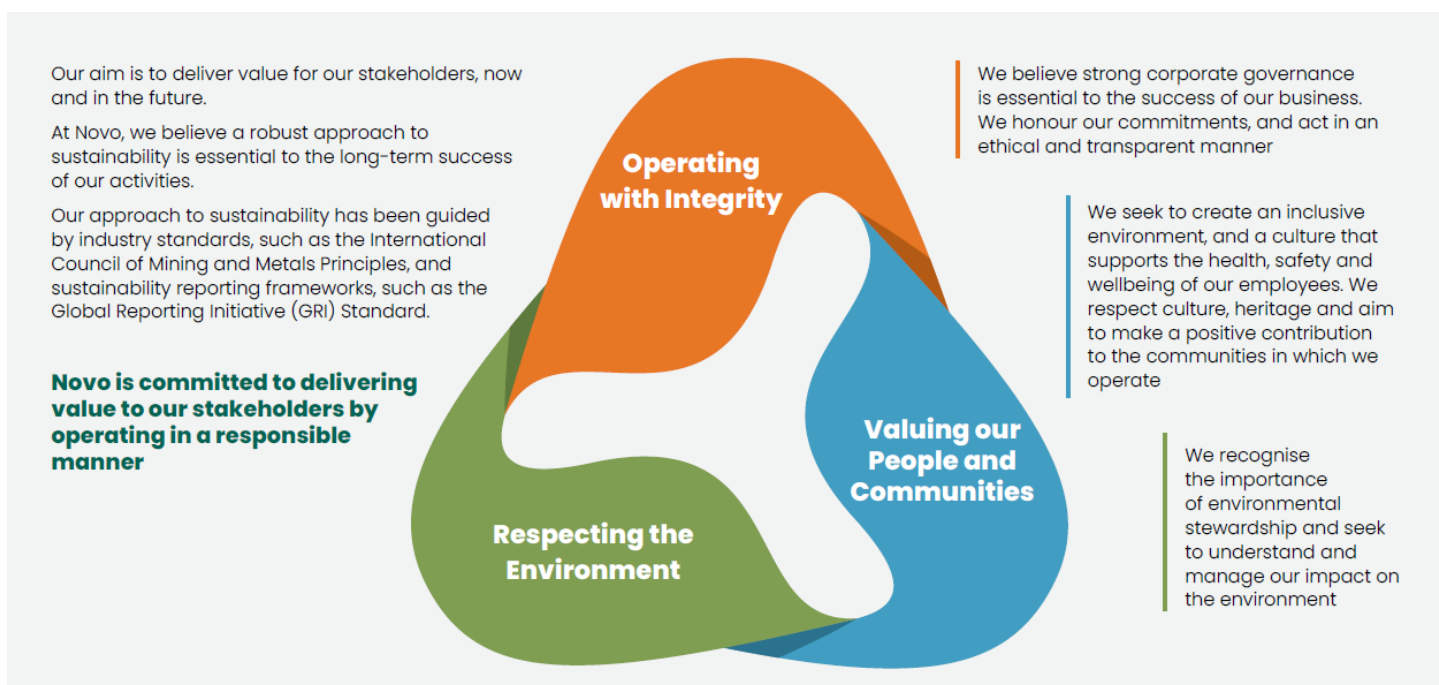 Our aim is to deliver value for our stakeholders, now
and in the future.
At Novo, we believe a robust approach to
sustainability is essential to the long-term success
of our activities.
Our approach to sustainability has been guided
by industry standards, such as the International
Council of Mining and Metals Principles, and
sustainability reporting frameworks, such as the
Global Reporting Initiative (GRI) Standard.
Novo is committed to delivering
value to our stakeholders by
operating in a responsible
manner
Operating
with Integrity
Valuing our
People and
Communities
Respecting the
Environment
We believe strong corporate governance
is essential to the success of our business.
We honour our commitments, and act in an
ethical and transparent manner
We seek to create an inclusive
environment, and a culture that
supports the health, safety and
wellbeing of our employees. We
respect culture, heritage and aim
to make a positive contribution
to the communities in which we
operate
We recognise
the importance
of environmental
stewardship and seek
to understand and
manage our impact on
the environment